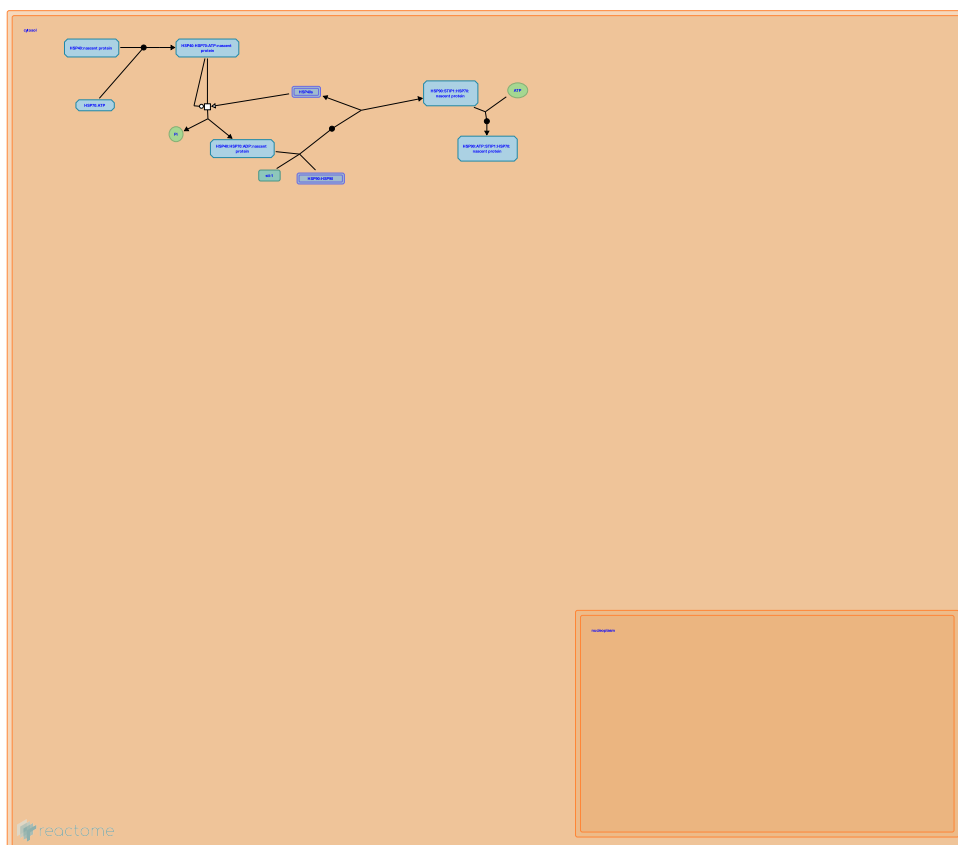 cytosol
HSP40:nascent protein
HSP40:HSP70:ATP:nascent
protein
HSP70:ATP
HSP40s
HSP90:STIP1:HSP70:
nascent protein
ATP
Pi
HSP40:HSP70:ADP:nascent
protein
HSP90:ATP:STIP1:HSP70:
nascent protein
HSP90:HSP90
nucleoplasm
reactome